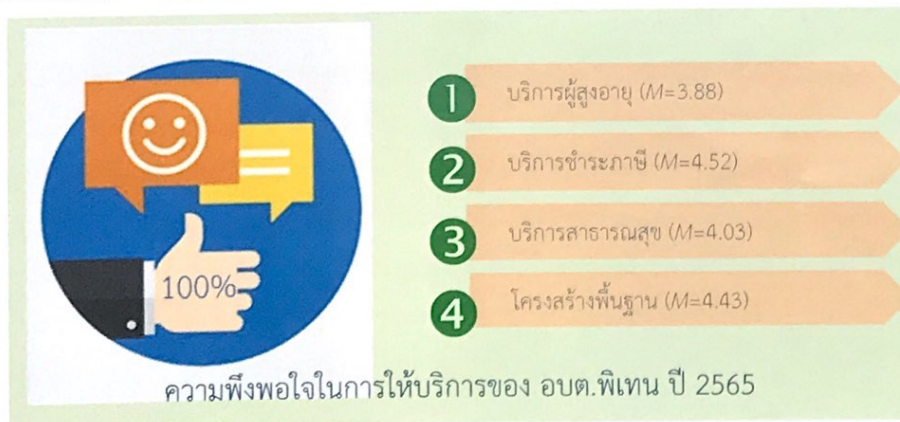 100%
1 บริการผู้สูงอายุ (M=3.88)
2 บริการชำระภาษี (M=4.52)
3 บริการสาธารณสุข (M=4.03)
4 โครงสร้างพื้นฐาน (M=4.43)
ความพึงพอใจในการให้บริการของ อบต.พิเทน ปี 2565